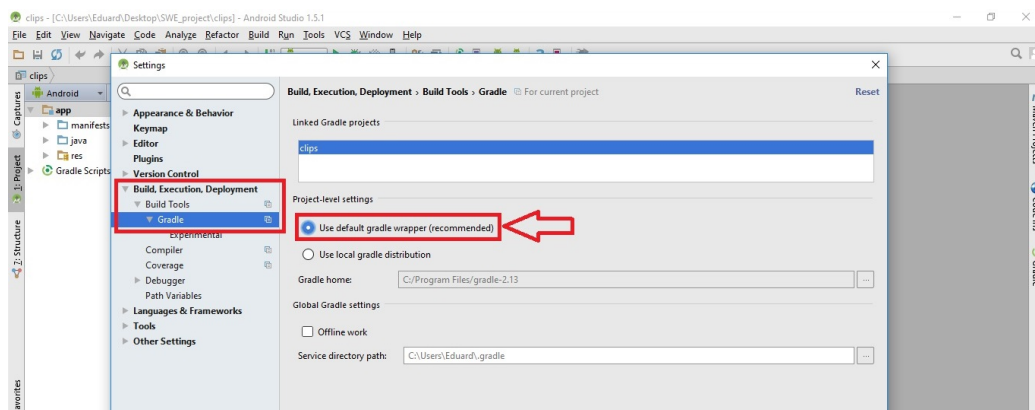 clips - [C:\Users\Eduard\Desktop\SWE_project\clips] - Android Studio 1.5.1
File Edit View Navigate Code Analyze Refactor Build Run Tools VCS Window Help
clips
Captures
1: Project
7: Structure
Android
app
manifests
java
res
Gradle Scripts
Settings
Appearance & Behavior
Keymap
Editor
Plugins
Version Control
Build, Execution, Deployment
Build Tools
Gradle
Experimental
Compiler
Coverage
Debugger
Path Variables
Languages & Frameworks
Tools
Other Settings
Build, Execution, Deployment › Build Tools › Gradle For current project Reset
Linked Gradle projects
clips
Project-level settings
Use default gradle wrapper (recommended)
Use local gradle distribution
Gradle home: C:/Program Files/gradle-2.13 ...
Global Gradle settings
Offline work
Service directory path: C:\Users\Eduard\.gradle ...